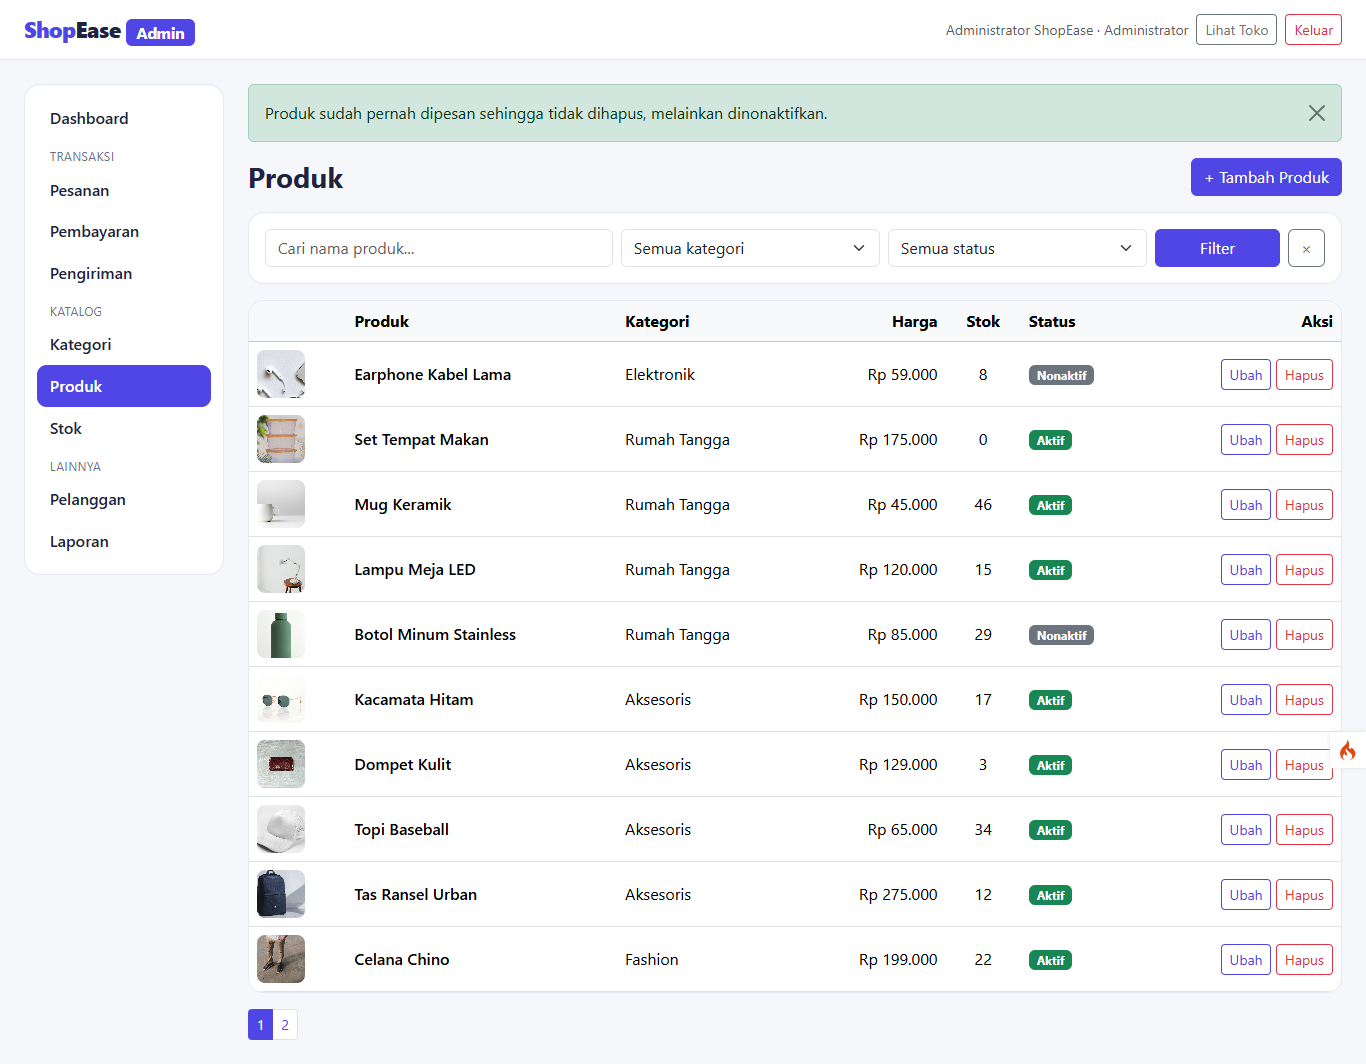 ShopEase Admin
Administrator ShopEase · Administrator
Lihat Toko
Keluar
Dashboard
TRANSAKSI
Pesanan
Pembayaran
Pengiriman
KATALOG
Kategori
Produk
Stok
LAINNYA
Pelanggan
Laporan
Produk sudah pernah dipesan sehingga tidak dihapus, melainkan dinonaktifkan.
Produk
+ Tambah Produk
Cari nama produk...
Semua kategori
Semua status
Filter
×
Produk Kategori Harga Stok Status Aksi
Earphone Kabel Lama Elektronik Rp 59.000 8 Nonaktif Ubah Hapus
Set Tempat Makan Rumah Tangga Rp 175.000 0 Aktif Ubah Hapus
Mug Keramik Rumah Tangga Rp 45.000 46 Aktif Ubah Hapus
Lampu Meja LED Rumah Tangga Rp 120.000 15 Aktif Ubah Hapus
Botol Minum Stainless Rumah Tangga Rp 85.000 29 Nonaktif Ubah Hapus
Kacamata Hitam Aksesoris Rp 150.000 17 Aktif Ubah Hapus
Dompet Kulit Aksesoris Rp 129.000 3 Aktif Ubah Hapus
Topi Baseball Aksesoris Rp 65.000 34 Aktif Ubah Hapus
Tas Ransel Urban Aksesoris Rp 275.000 12 Aktif Ubah Hapus
Celana Chino Fashion Rp 199.000 22 Aktif Ubah Hapus
1 2